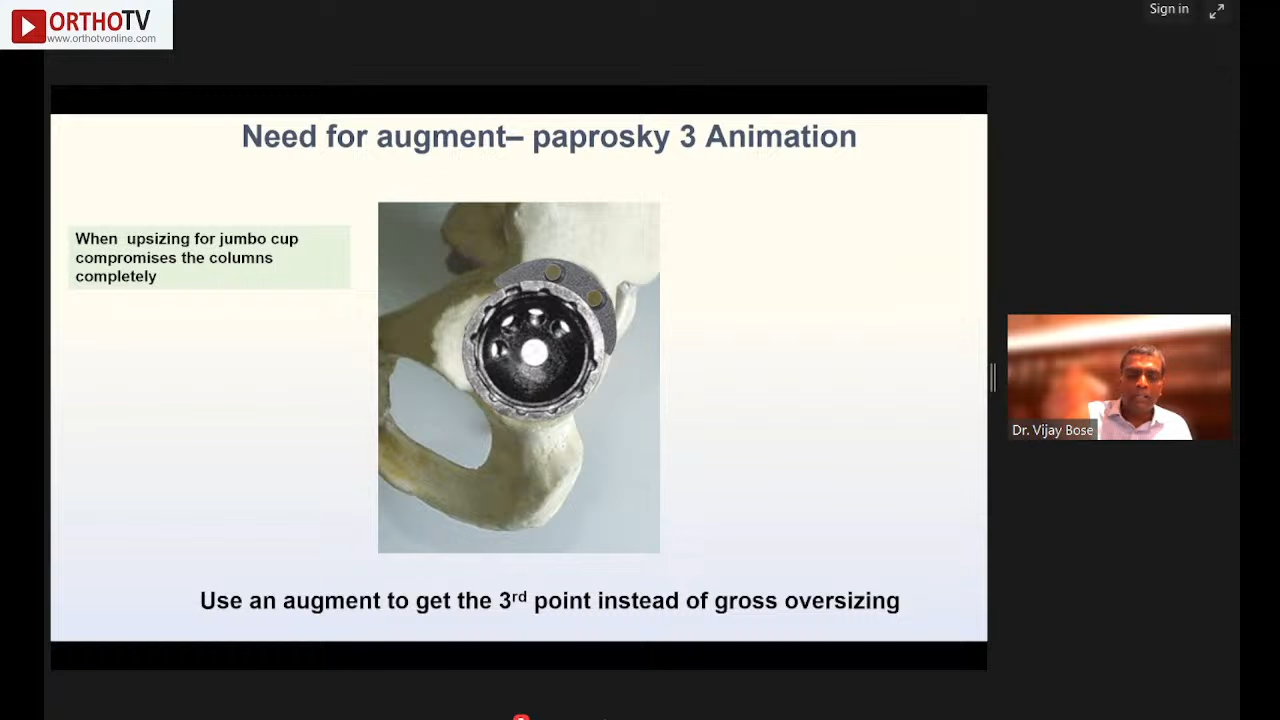 ORTHOTV
www.orthotvonline.com
Sign in
Need for augment– paprosky 3 Animation
When upsizing for jumbo cup
compromises the columns
completely
Dr. Vijay Bose
Use an augment to get the 3rd point instead of gross oversizing